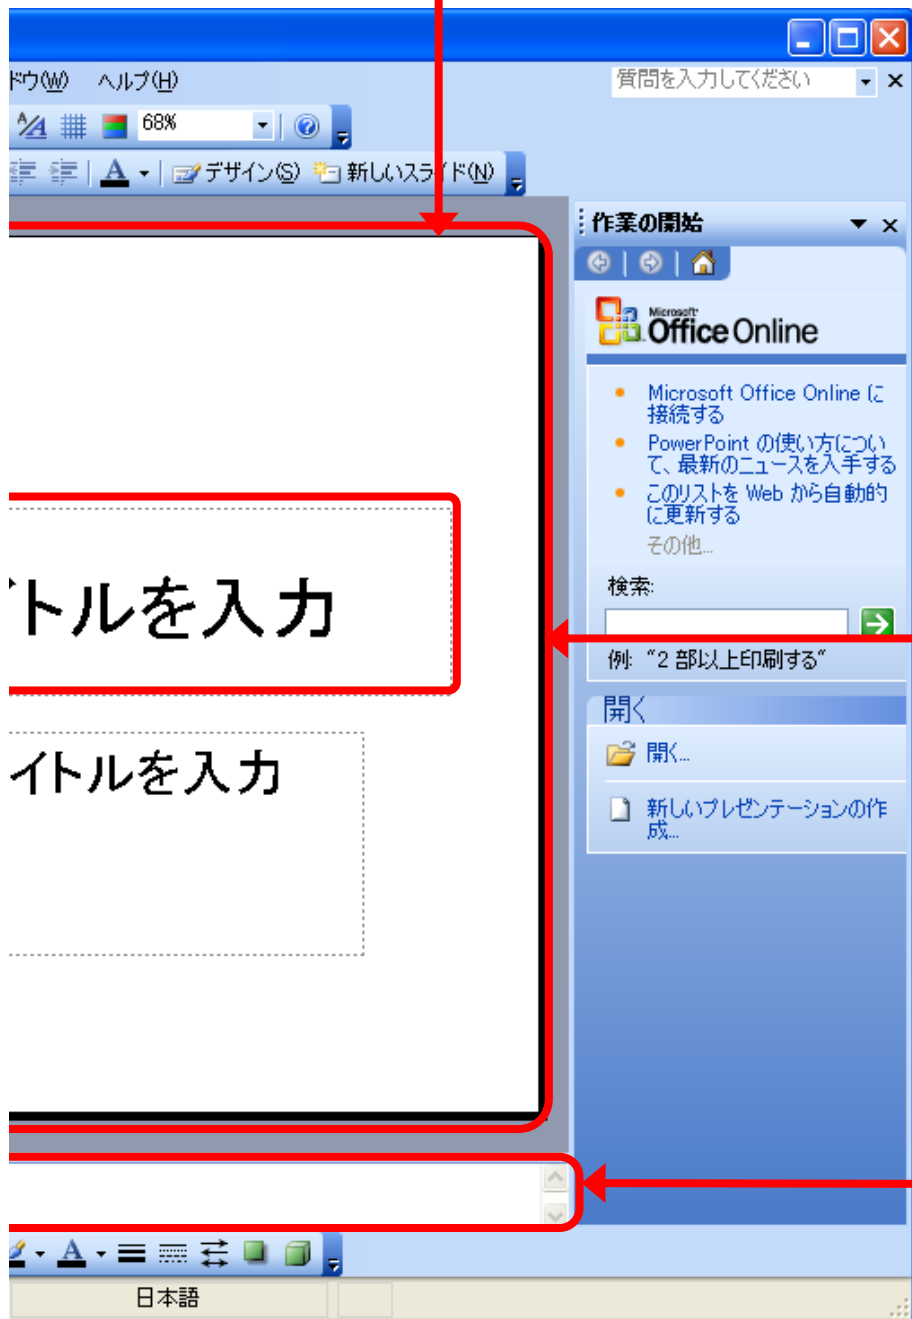 ドウ(W) ヘルプ(H)
質問を入力してください
68%
デザイン(S) 新しいスライド(N)
作業の開始
Microsoft
Office Online
Microsoft Office Online に
接続する
PowerPoint の使い方につい
て、最新のニュースを入手する
このリストを Web から自動的
に更新する
その他...
イトルを入力
検索:
例: "2 部以上印刷する"
開く
開く...
イトルを入力
新しいプレゼンテーションの作
成...
日本語